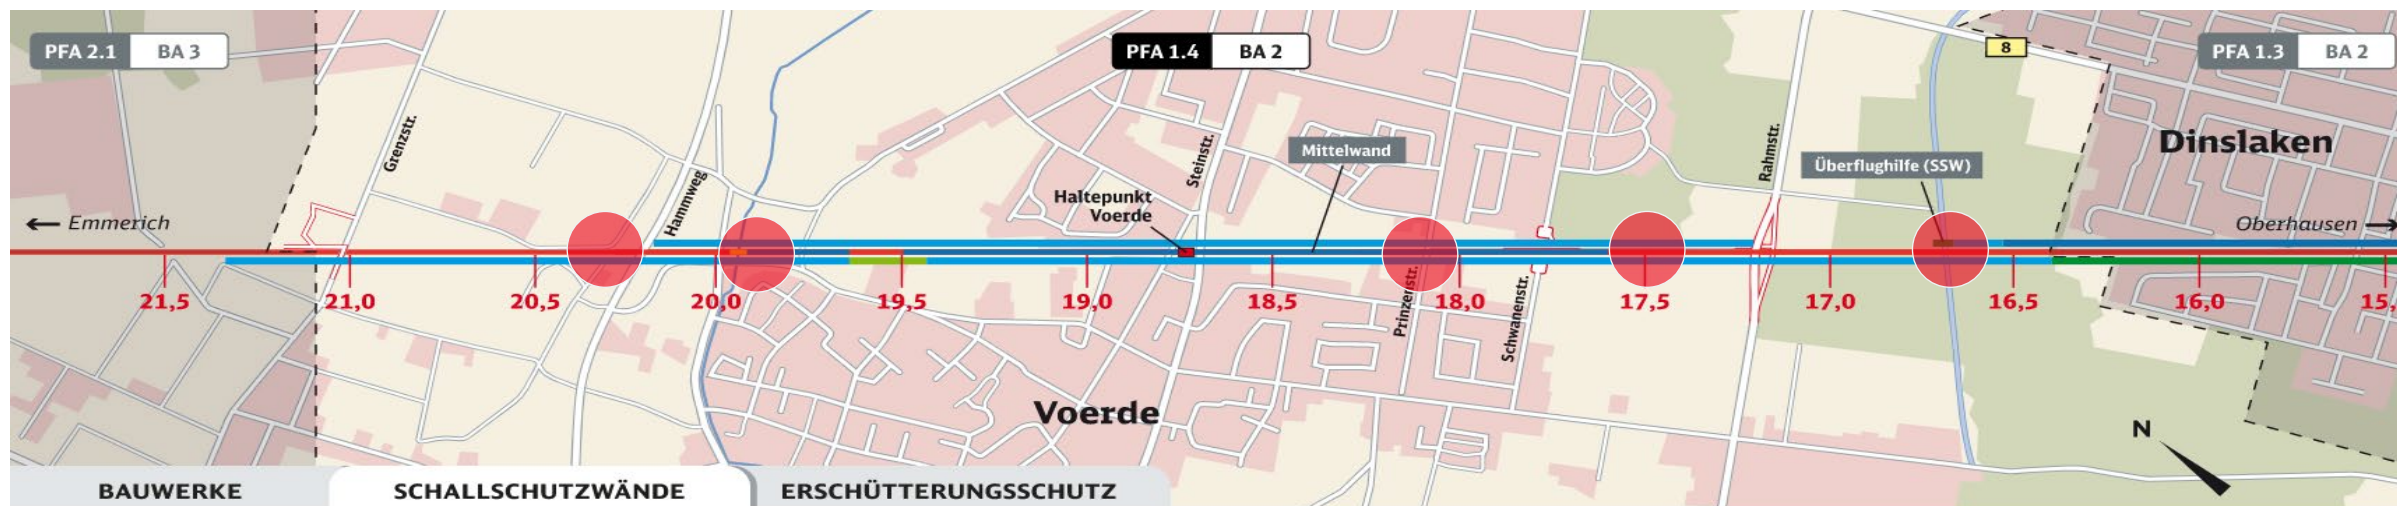 PFA 2.1 BA 3
PFA 1.4 BA 2
8
PFA 1.3 BA 2
Grenzstr.
Hammweg
Steinstr.
Mittelwand
Rahmstr.
Dinslaken
Überflughilfe (SSW)
Haltepunkt
Voerde
← Emmerich
Oberhausen →
21,5 21,0 20,5 20,0 19,5 19,0 18,5 18,0 17,5 17,0 16,5 16,0 15,
Prinzenstr.
Schwanenstr.
Voerde
N
BAUWERKE SCHALLSCHUTZWÄNDE ERSCHÜTTERUNGSSCHUTZ